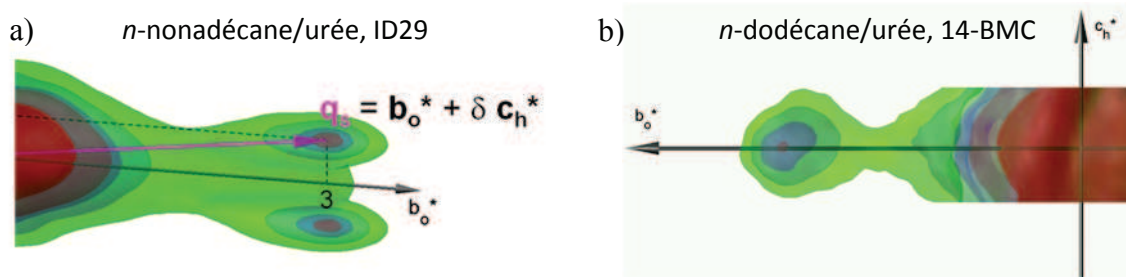 a) n-nonadécane/urée, ID29
qₛ = bₒ* + δ cₕ*
3
bₒ*
b) n-dodécane/urée, 14-BMC
cₕ*
bₒ*